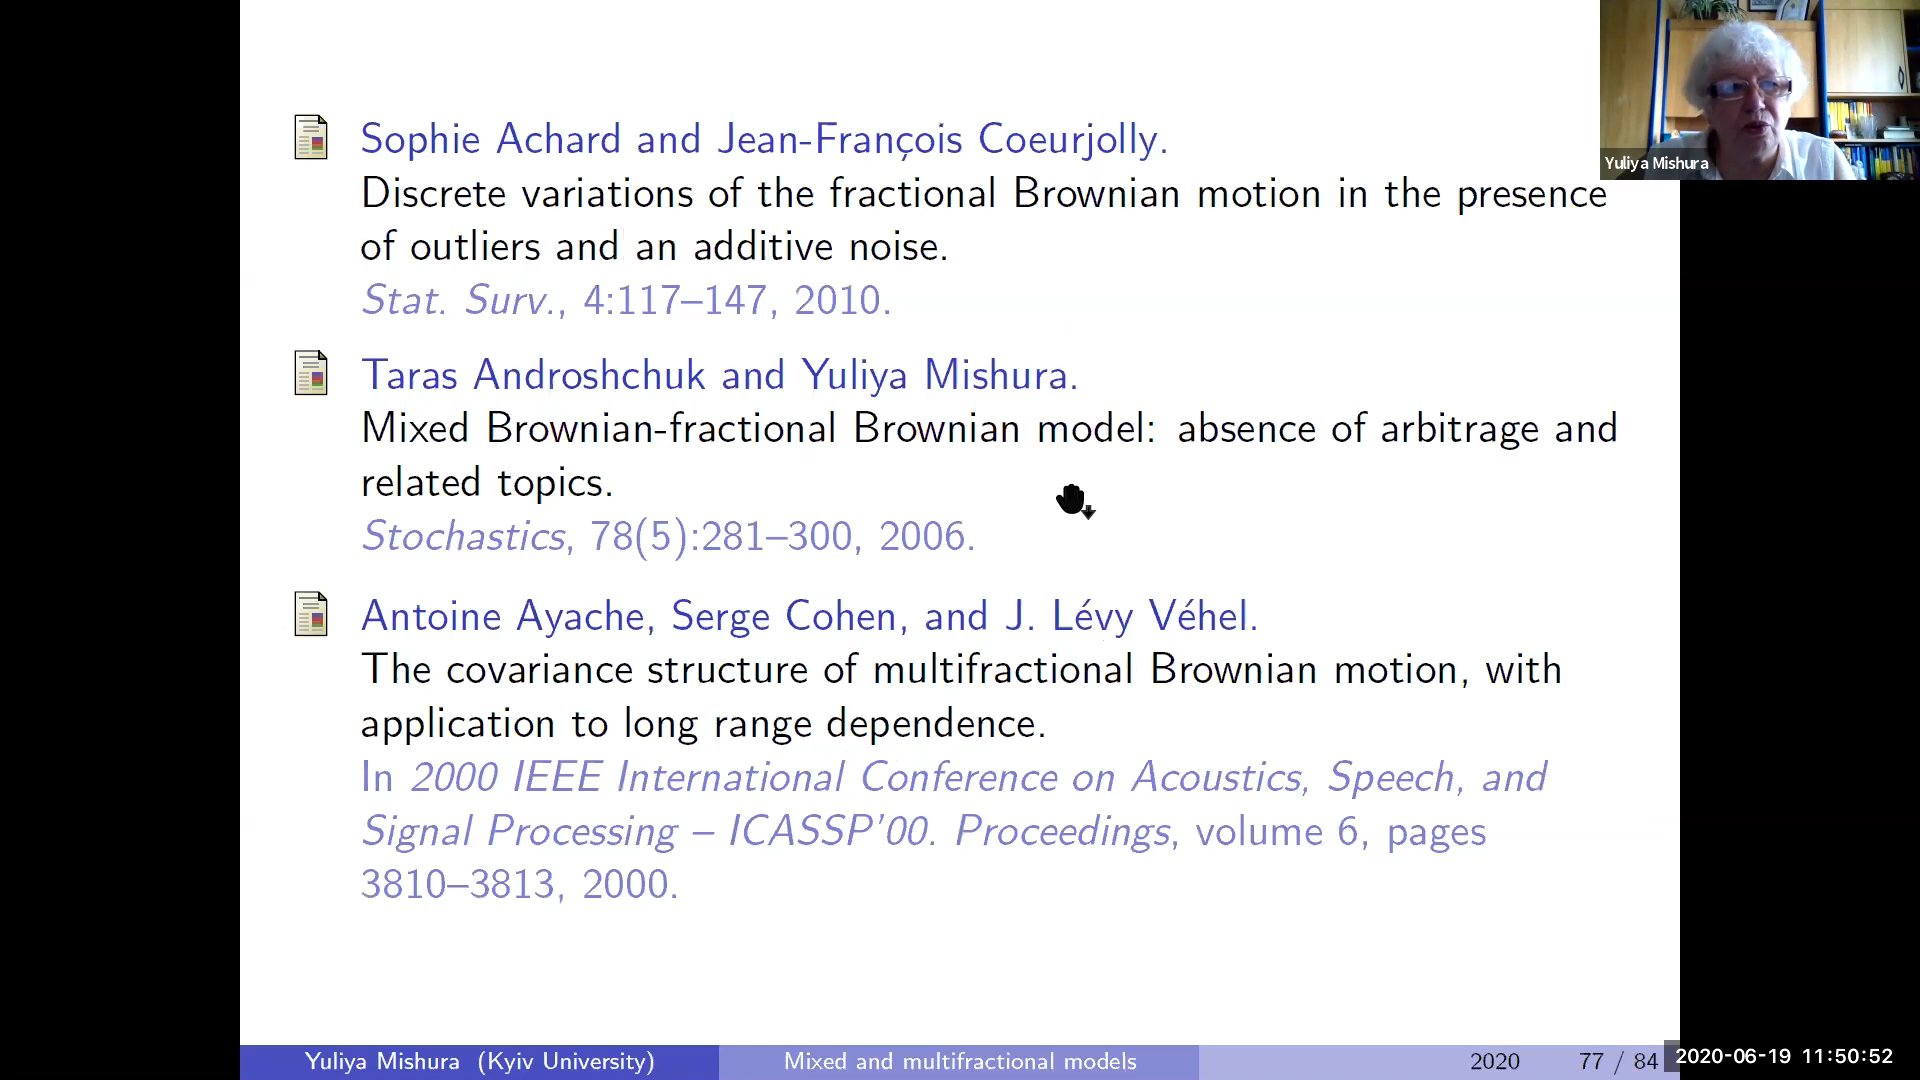 Sophie Achard and Jean-François Coeurjolly.
Discrete variations of the fractional Brownian motion in the presence
of outliers and an additive noise.
Stat. Surv., 4:117–147, 2010.
Taras Androshchuk and Yuliya Mishura.
Mixed Brownian-fractional Brownian model: absence of arbitrage and
related topics.
Stochastics, 78(5):281–300, 2006.
Antoine Ayache, Serge Cohen, and J. Lévy Véhel.
The covariance structure of multifractional Brownian motion, with
application to long range dependence.
In 2000 IEEE International Conference on Acoustics, Speech, and
Signal Processing – ICASSP'00. Proceedings, volume 6, pages
3810–3813, 2000.
Yuliya Mishura
Yuliya Mishura (Kyiv University) Mixed and multifractional models 2020 77 / 84
2020-06-19 11:50:52